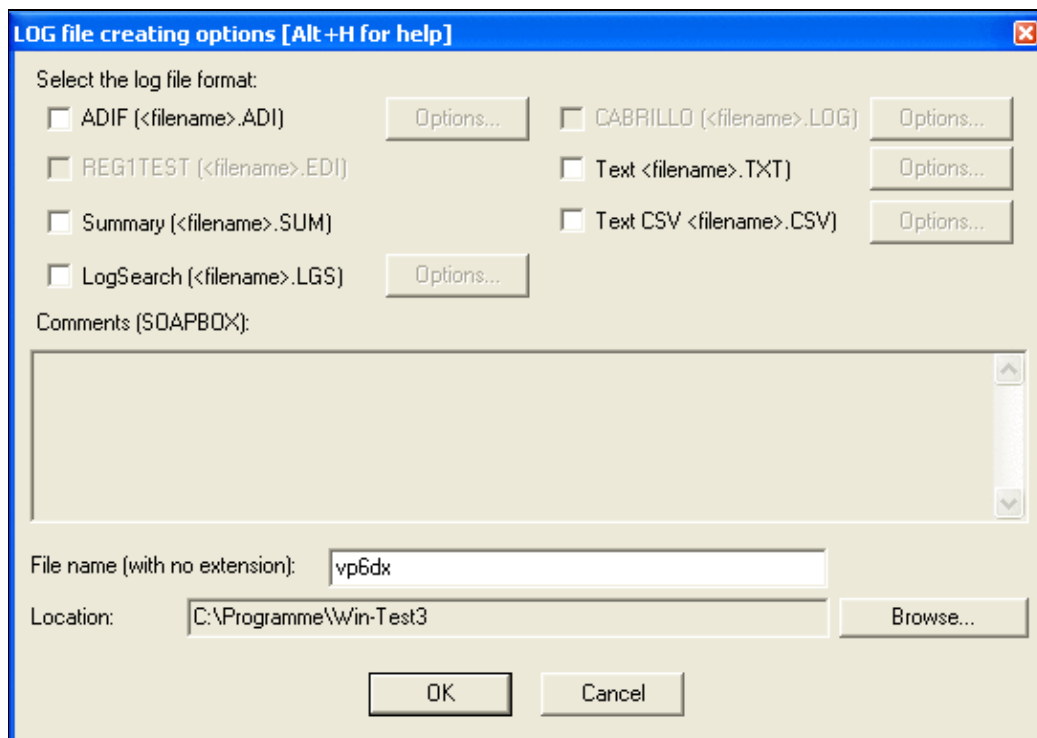 LOG file creating options [Alt+H for help]
Select the log file format:
ADIF (<filename>.ADI) Options... CABRILLO (<filename>.LOG) Options...
REG1TEST (<filename>.EDI) Text <filename>.TXT) Options...
Summary (<filename>.SUM) Text CSV <filename>.CSV) Options...
LogSearch (<filename>.LGS) Options...
Comments (SOAPBOX):
File name (with no extension): vp6dx
Location: C:\Programme\Win-Test3 Browse...
OK Cancel